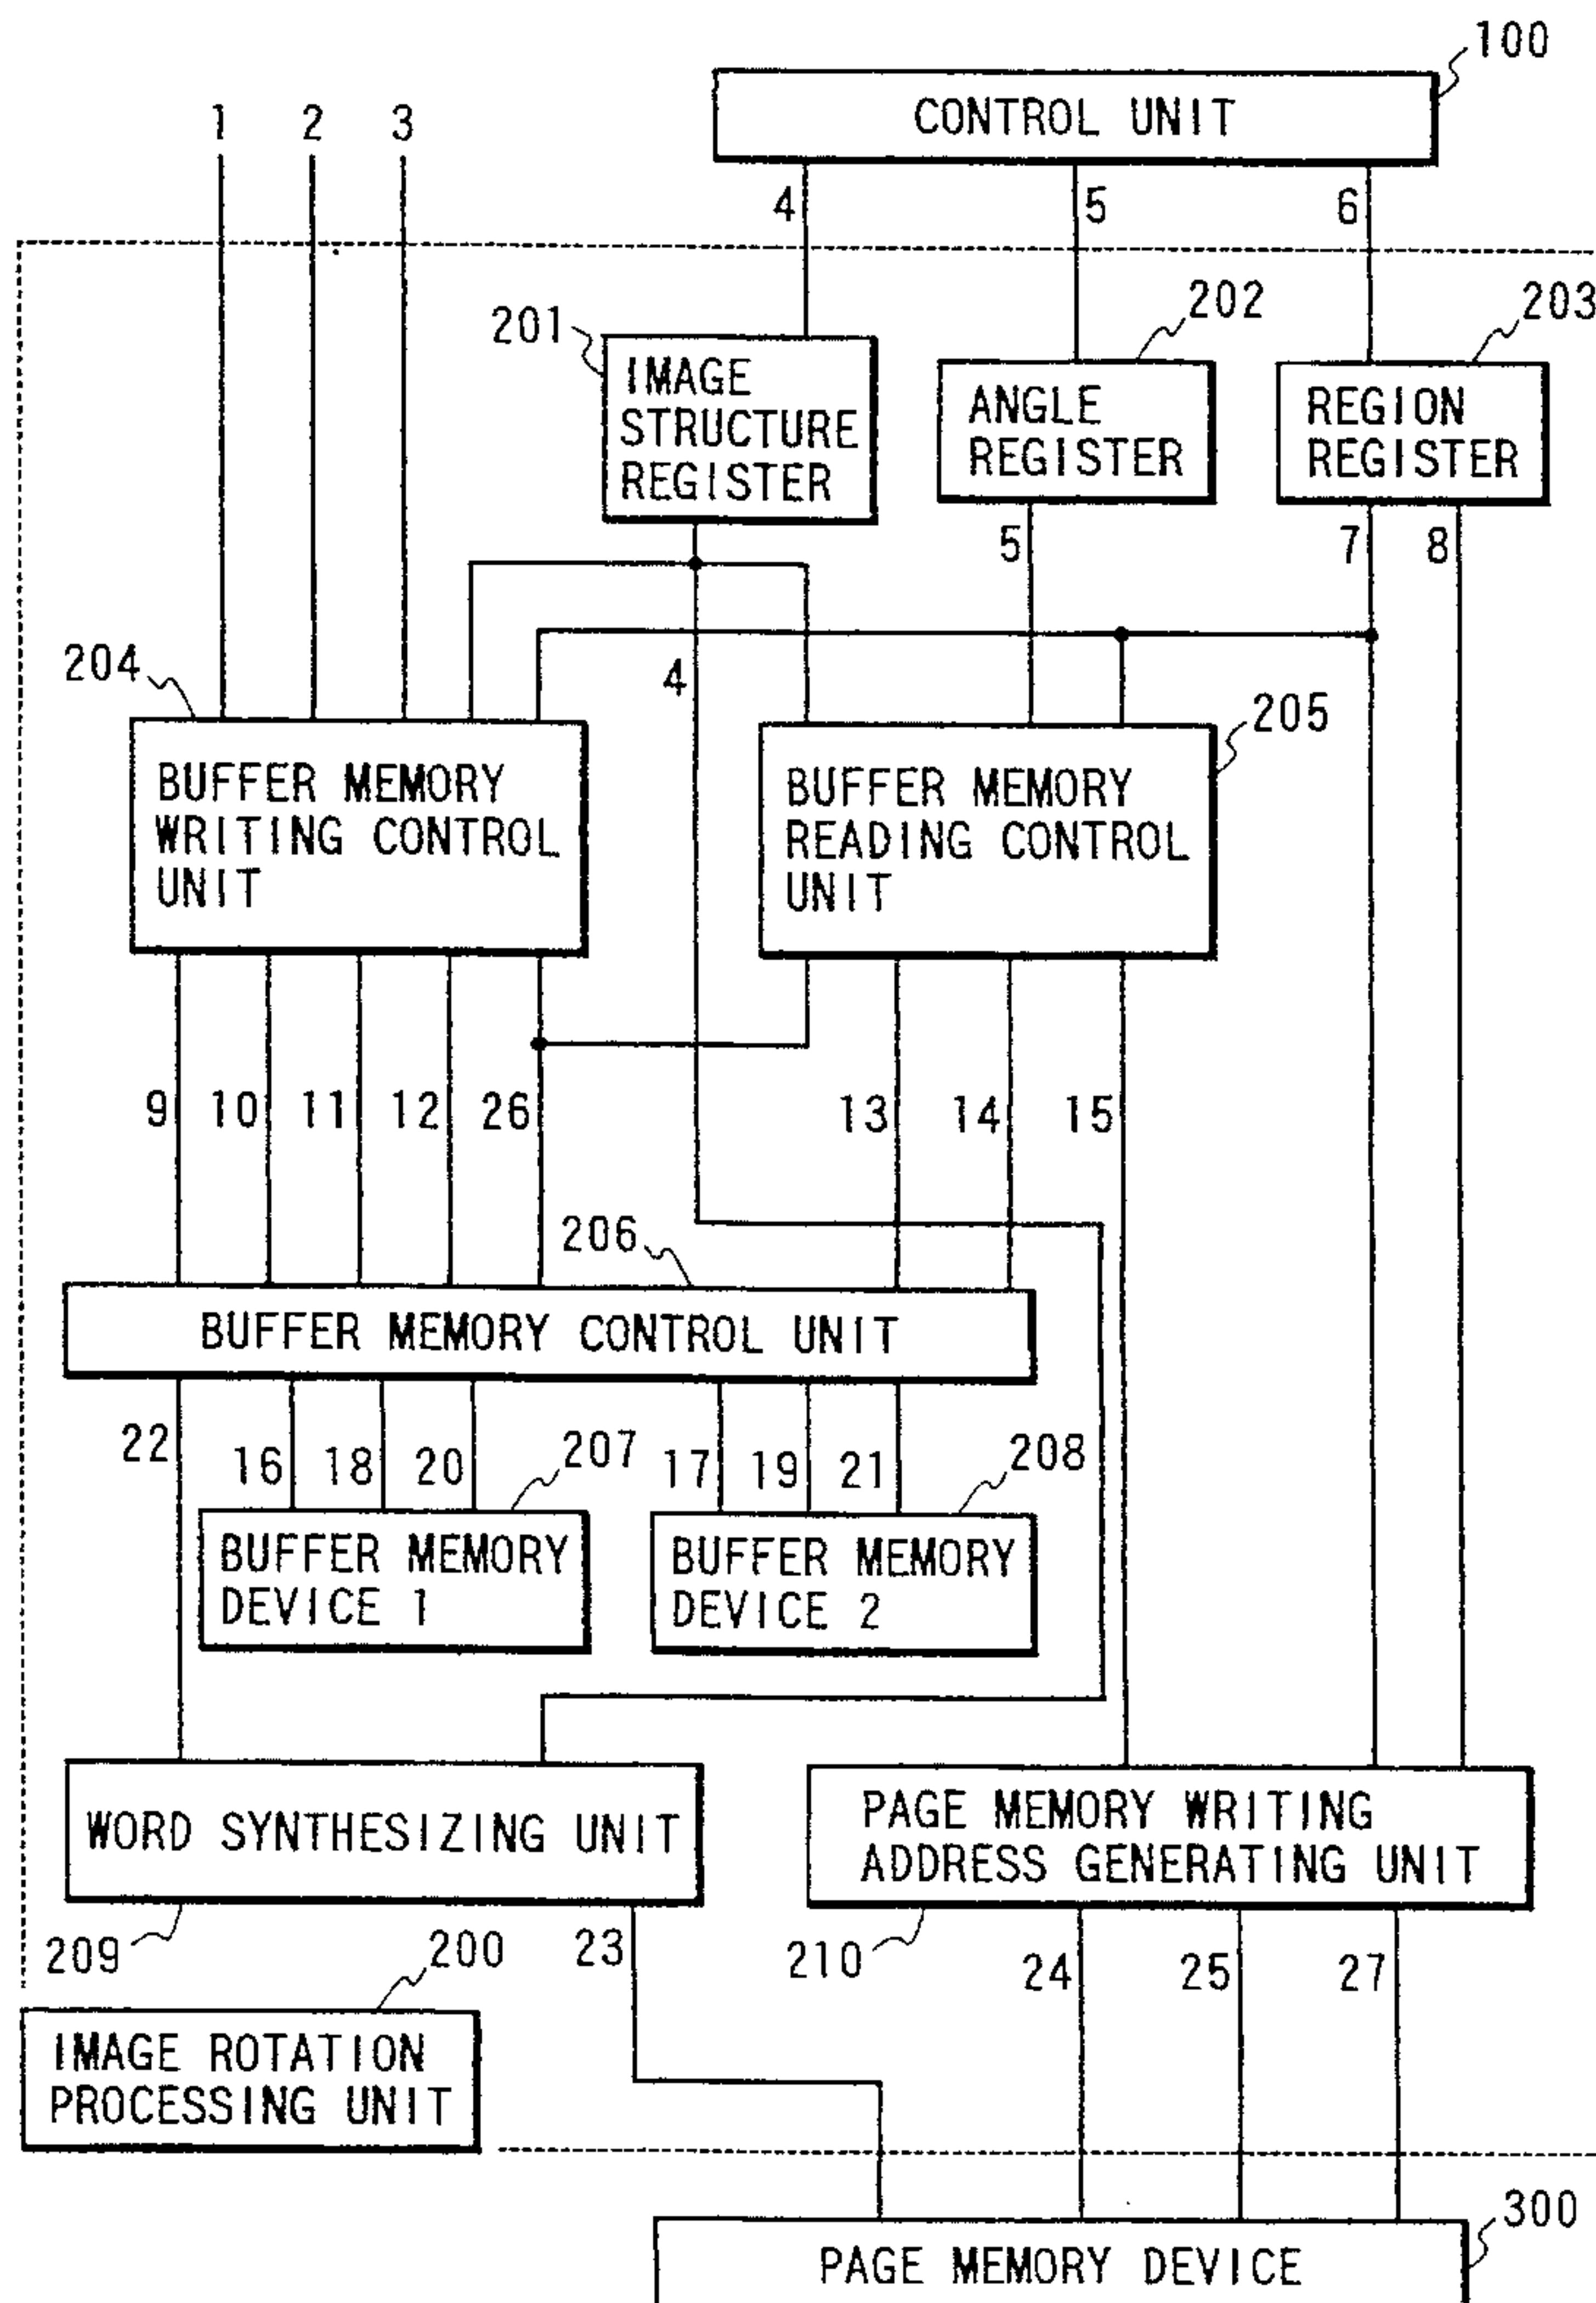 100
CONTROL UNIT
1 2 3
4 5 6
201 202 203
IMAGE
STRUCTURE
REGISTER
ANGLE
REGISTER
REGION
REGISTER
5 7 8
204 4 205
BUFFER MEMORY
WRITING CONTROL
UNIT
BUFFER MEMORY
READING CONTROL
UNIT
9 10 11 12 26 13 14 15
206
BUFFER MEMORY CONTROL UNIT
22 16 18 20 207 17 19 21 208
BUFFER MEMORY
DEVICE 1
BUFFER MEMORY
DEVICE 2
WORD SYNTHESIZING UNIT
PAGE MEMORY WRITING
ADDRESS GENERATING UNIT
209 200 23 210 24 25 27
IMAGE ROTATION
PROCESSING UNIT
300
PAGE MEMORY DEVICE